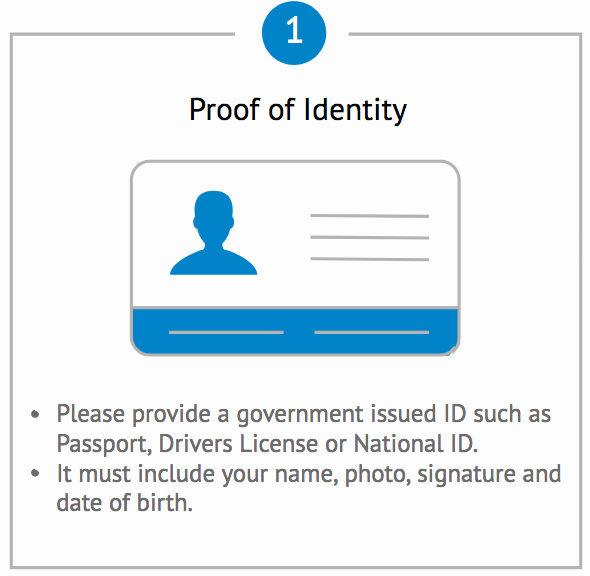 1
Proof of Identity
• Please provide a government issued ID such as
Passport, Drivers License or National ID.
• It must include your name, photo, signature and
date of birth.